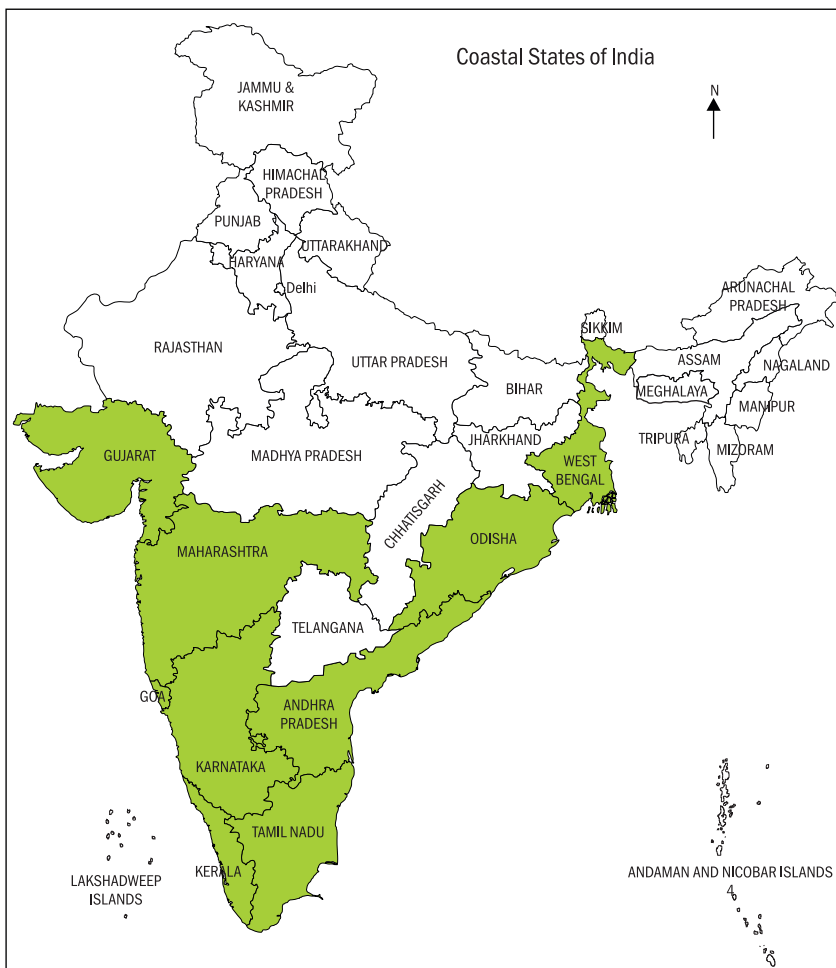 Coastal States of India
N
JAMMU &
KASHMIR
HIMACHAD
PRADESH
PUNJAB
UTTARAKHAND
HARYANA
Delhi
ARUNACHAL
PRADESH
SIKKIM
RAJASTHAN
UTTAR PRADESH
ASSAM
NAGALAND
BIHAR
MEGHALAYA
MANIPUR
JHARKHAND
TRIPURA
MIZORAM
GUJARAT
MADHYA PRADESH
WEST
BENGAL
CHHATISGARH
MAHARASHTRA
ODISHA
TELANGANA
GOA
ANDHRA
PRADESH
KARNATAKA
TAMIL NADU
KERALA
LAKSHADWEEP
ISLANDS
ANDAMAN AND NICOBAR ISLANDS
4